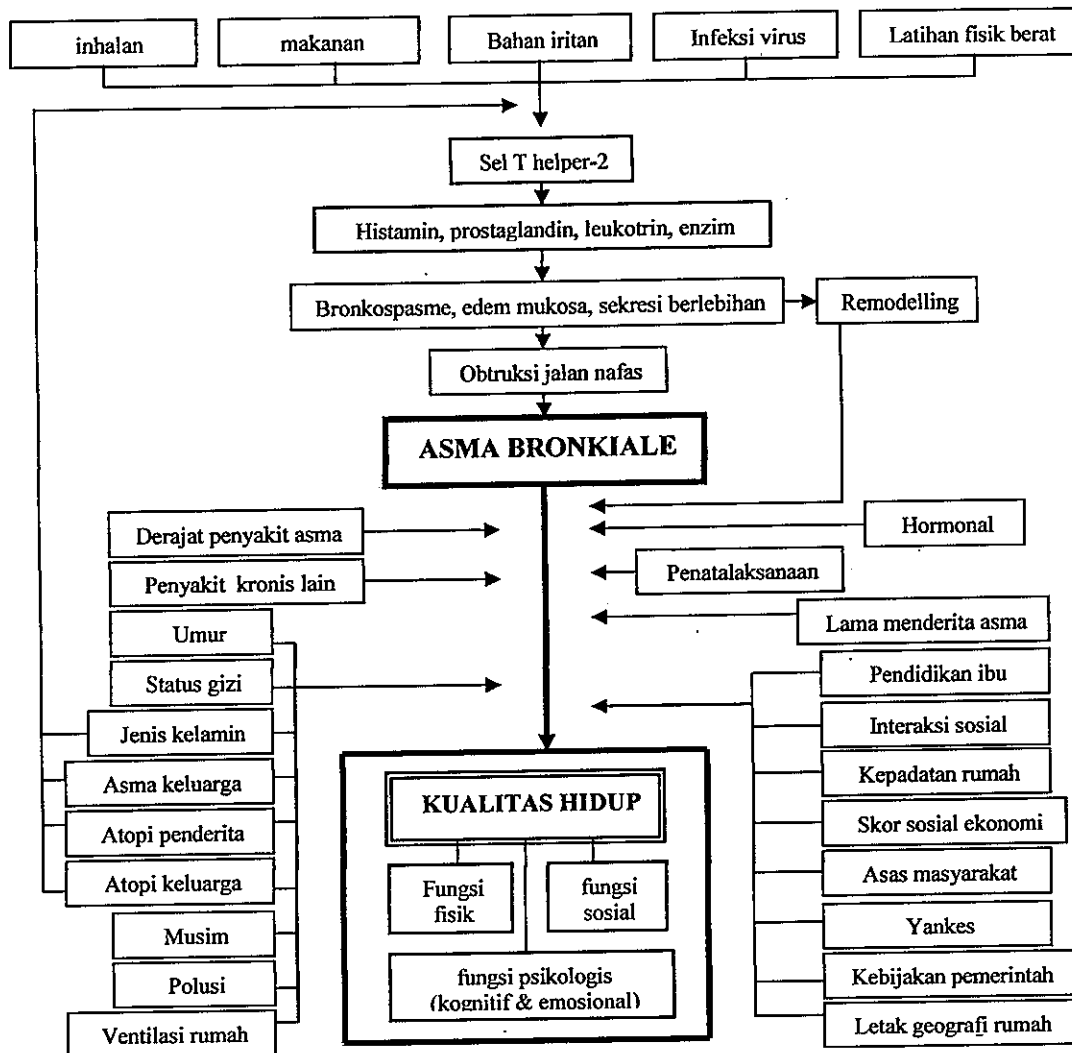 inhalan
makanan
Bahan iritan
Infeksi virus
Latihan fisik berat
Sel T helper-2
Histamin, prostaglandin, leukotrin, enzim
Bronkospasme, edem mukosa, sekresi berlebihan
Remodelling
Obtruksi jalan nafas
ASMA BRONKIALE
Derajat penyakit asma
Hormonal
Penyakit kronis lain
Penatalaksanaan
Umur
Lama menderita asma
Status gizi
Pendidikan ibu
Jenis kelamin
Interaksi sosial
Asma keluarga
Kepadatan rumah
Atopi penderita
Skor sosial ekonomi
Atopi keluarga
Asas masyarakat
Musim
Yankes
Polusi
Kebijakan pemerintah
Ventilasi rumah
Letak geografi rumah
KUALITAS HIDUP
Fungsi
fisik
fungsi
sosial
fungsi psikologis
(kognitif & emosional)